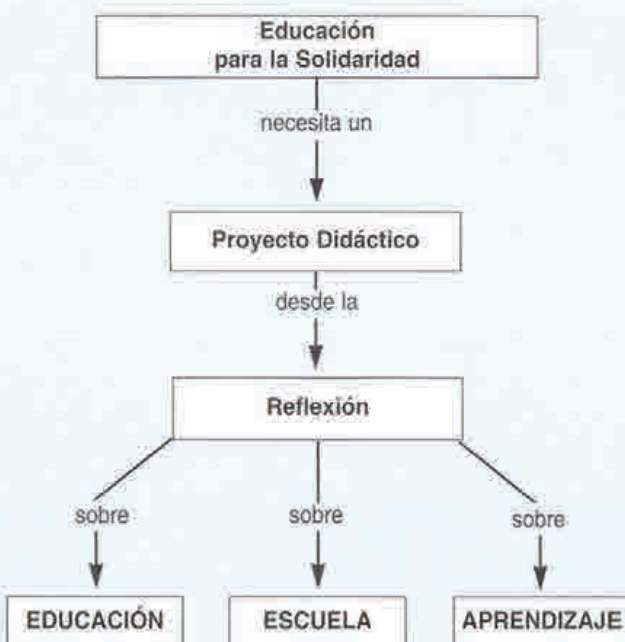 Educación
para la Solidaridad
necesita un
Proyecto Didáctico
desde la
Reflexión
sobre
sobre
sobre
EDUCACIÓN
ESCUELA
APRENDIZAJE